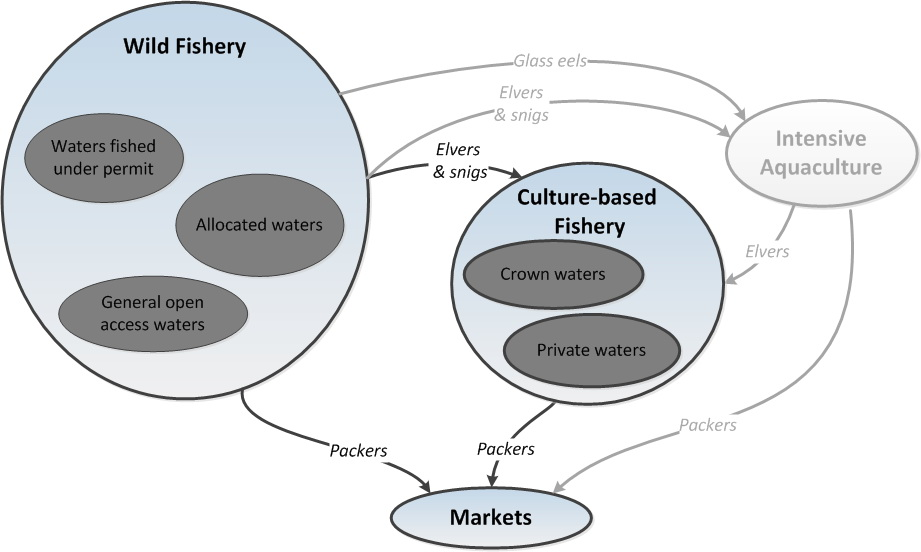 Wild Fishery
Glass eels
Elvers
& snigs
Intensive
Aquaculture
Waters fished
under permit
Elvers
& snigs
Culture-based
Fishery
Allocated waters
Elvers
Crown waters
General open
access waters
Private waters
Packers
Packers
Packers
Markets